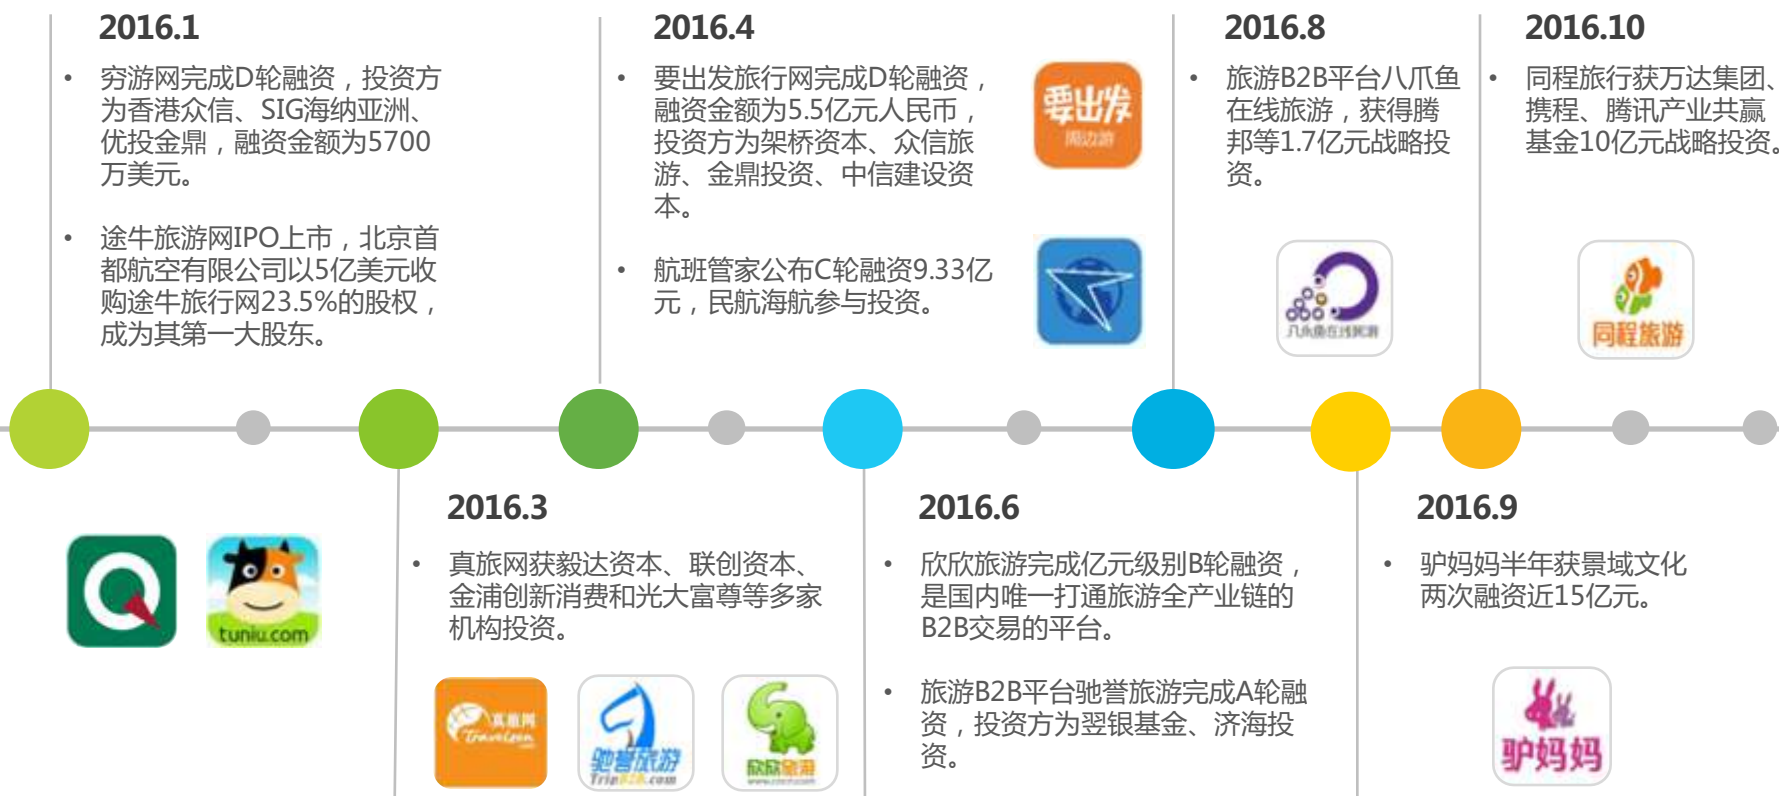 2016.1
• 穷游网完成D轮融资，投资方
为香港众信、SIG海纳亚洲、
优投金鼎，融资金额为5700
万美元。
• 途牛旅游网IPO上市，北京首
都航空有限公司以5亿美元收
购途牛旅行网23.5%的股权，
成为其第一大股东。
2016.4
• 要出发旅行网完成D轮融资，
融资金额为5.5亿元人民币，
投资方为架桥资本、众信旅
游、金鼎投资、中信建设资
本。
• 航班管家公布C轮融资9.33亿
元，民航海航参与投资。
要出发
周边游
2016.8
• 旅游B2B平台八爪鱼
在线旅游，获得腾
邦等1.7亿元战略投
资。
八爪鱼在线旅游
2016.10
• 同程旅行获万达集团、
携程、腾讯产业共赢
基金10亿元战略投资。
同程旅游
tuniu.com
2016.3
• 真旅网获毅达资本、联创资本、
金浦创新消费和光大富尊等多家
机构投资。
真旅网
Travelzen
驰誉旅游
TripB2B.com
欣欣旅游
2016.6
• 欣欣旅游完成亿元级别B轮融资，
是国内唯一打通旅游全产业链的
B2B交易的平台。
• 旅游B2B平台驰誉旅游完成A轮融
资，投资方为翌银基金、济海投
资。
2016.9
• 驴妈妈半年获景域文化
两次融资近15亿元。
驴妈妈